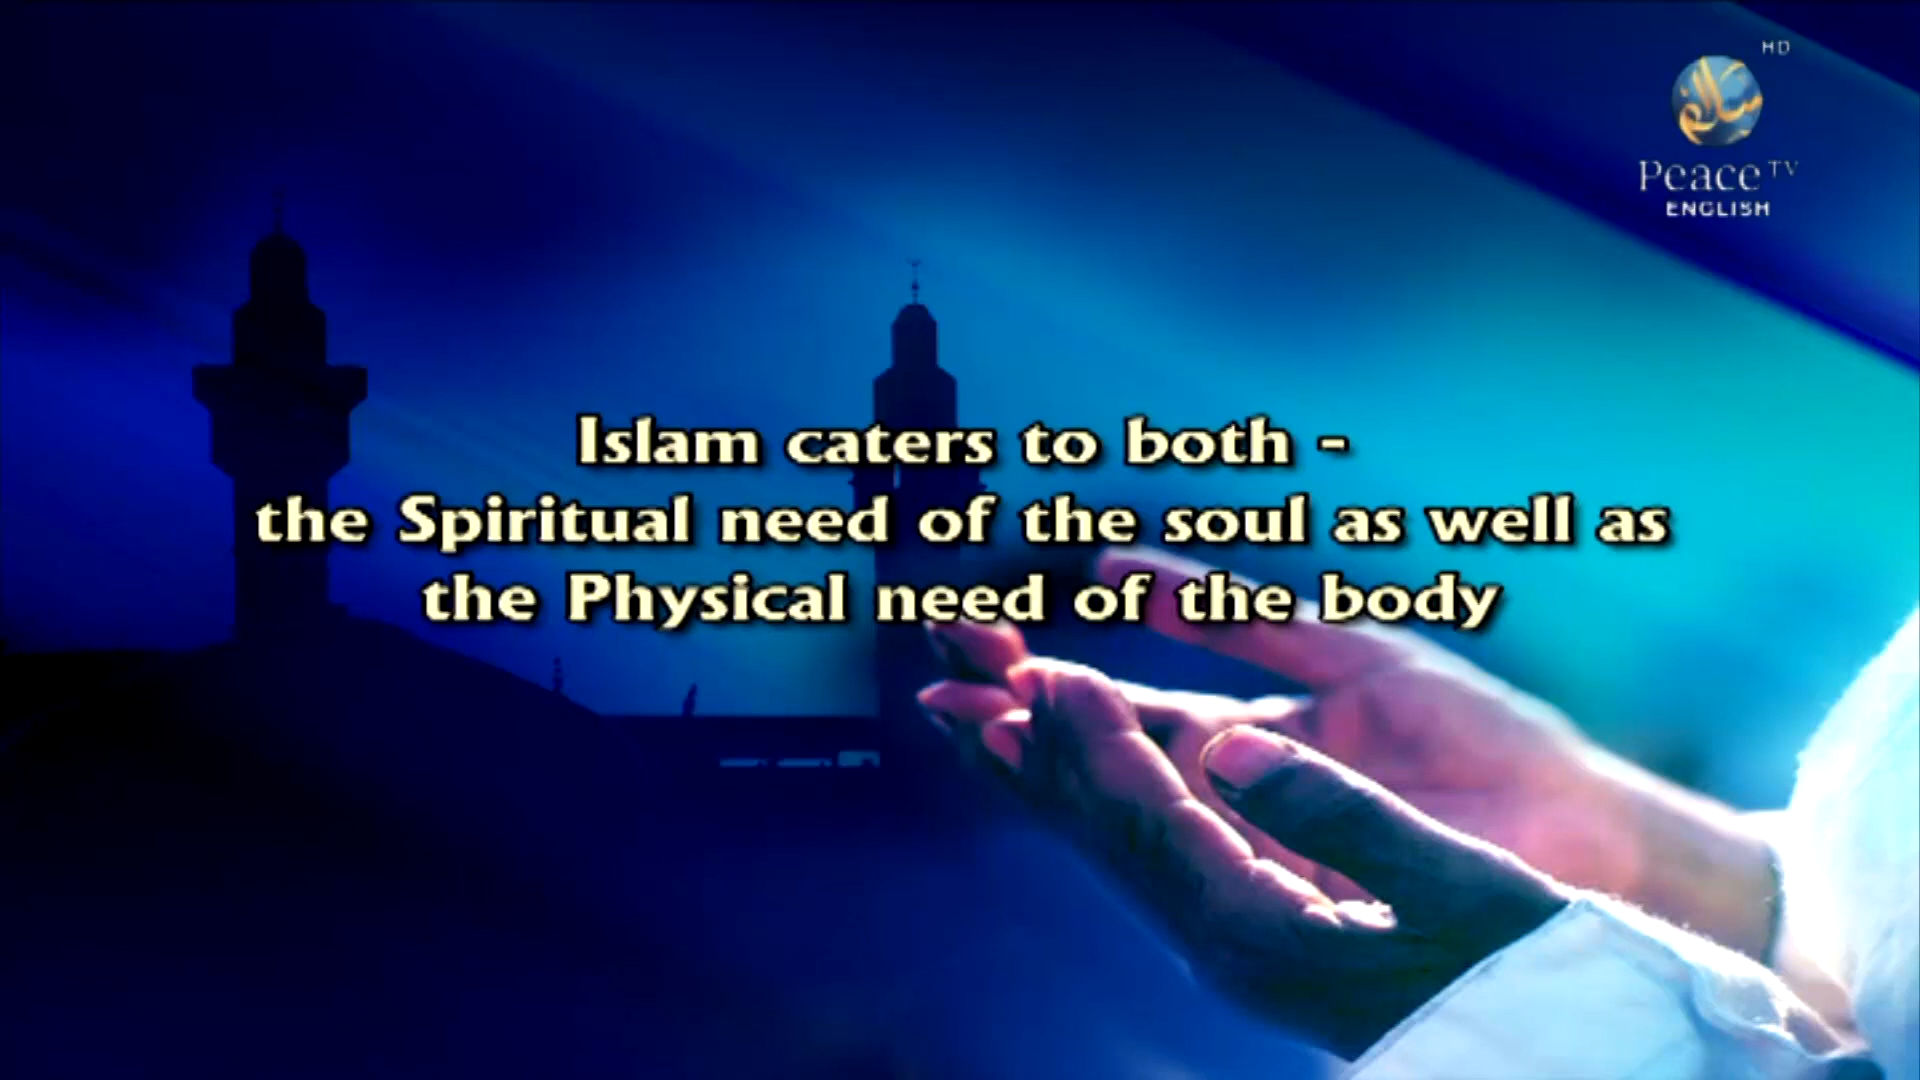 HD
سلام
Peace TV
ENGLISH
Islam caters to both -
the Spiritual need of the soul as well as
the Physical need of the body